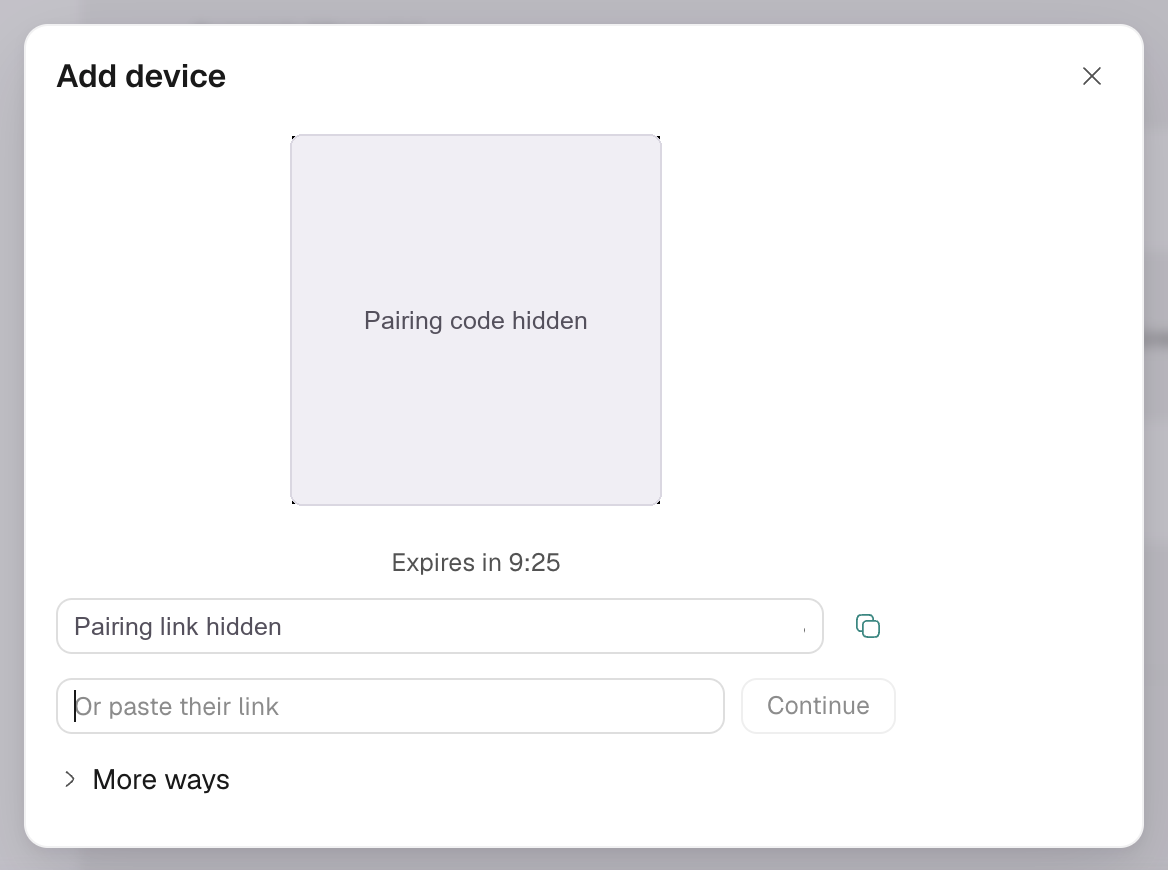 Add device
Pairing code hidden
Expires in 9:25
Pairing link hidden
Or paste their link
Continue
More ways